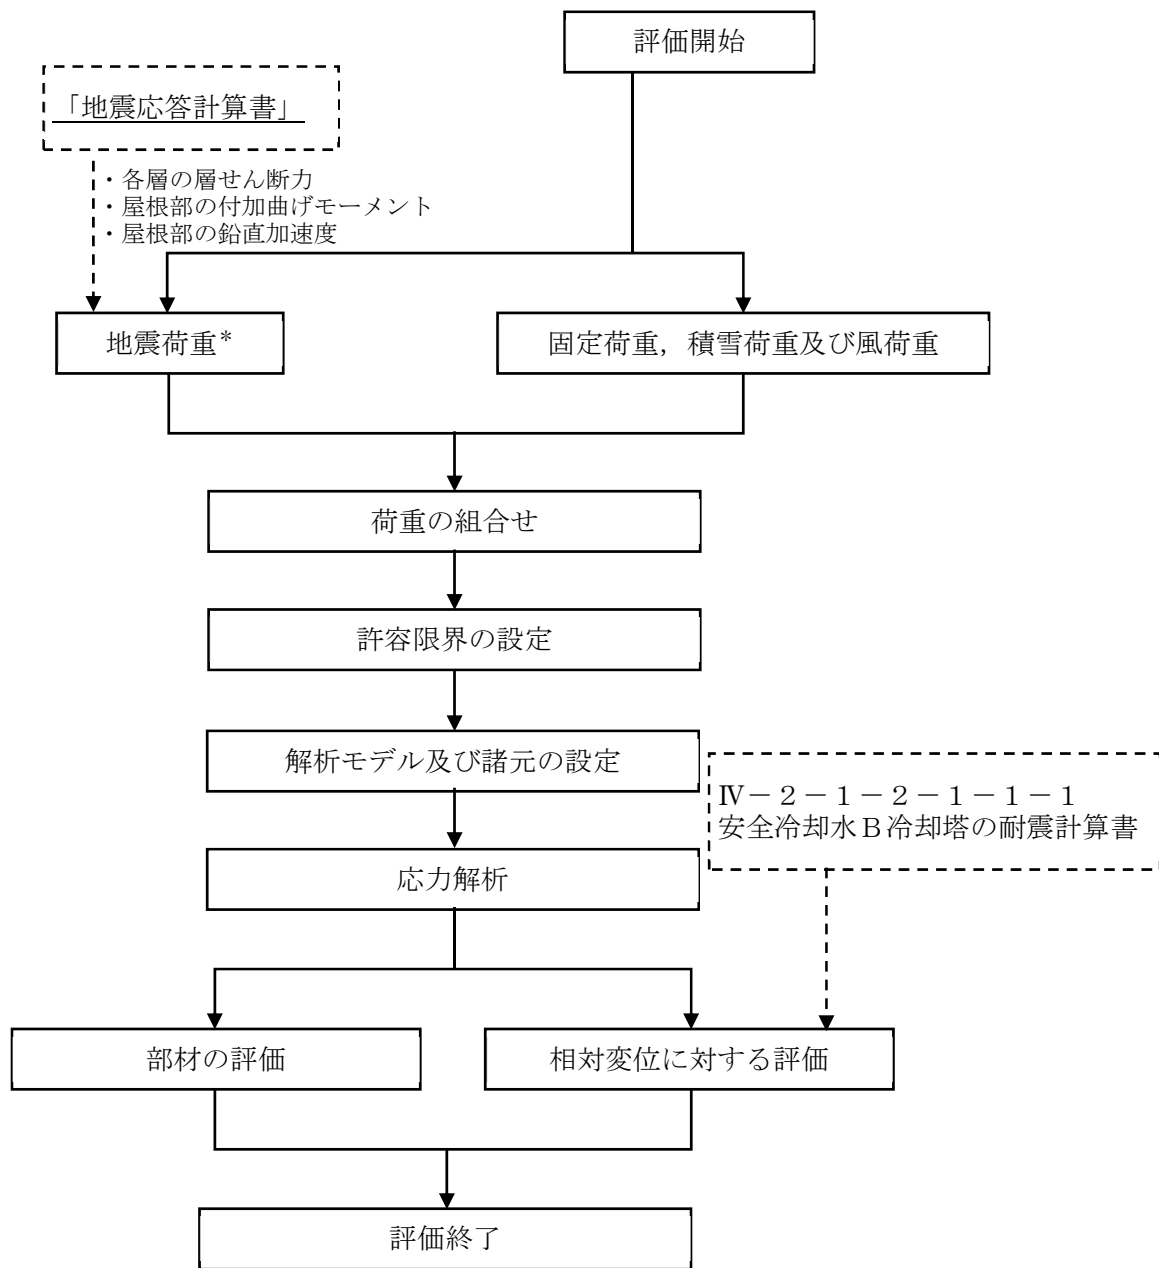 評価開始
「地震応答計算書」
・各層の層せん断力
・屋根部の付加曲げモーメント
・屋根部の鉛直加速度
地震荷重*
固定荷重，積雪荷重及び風荷重
荷重の組合せ
許容限界の設定
解析モデル及び諸元の設定
Ⅳ－２－１－２－１－１－１
安全冷却水Ｂ冷却塔の耐震計算書
応力解析
部材の評価
相対変位に対する評価
評価終了